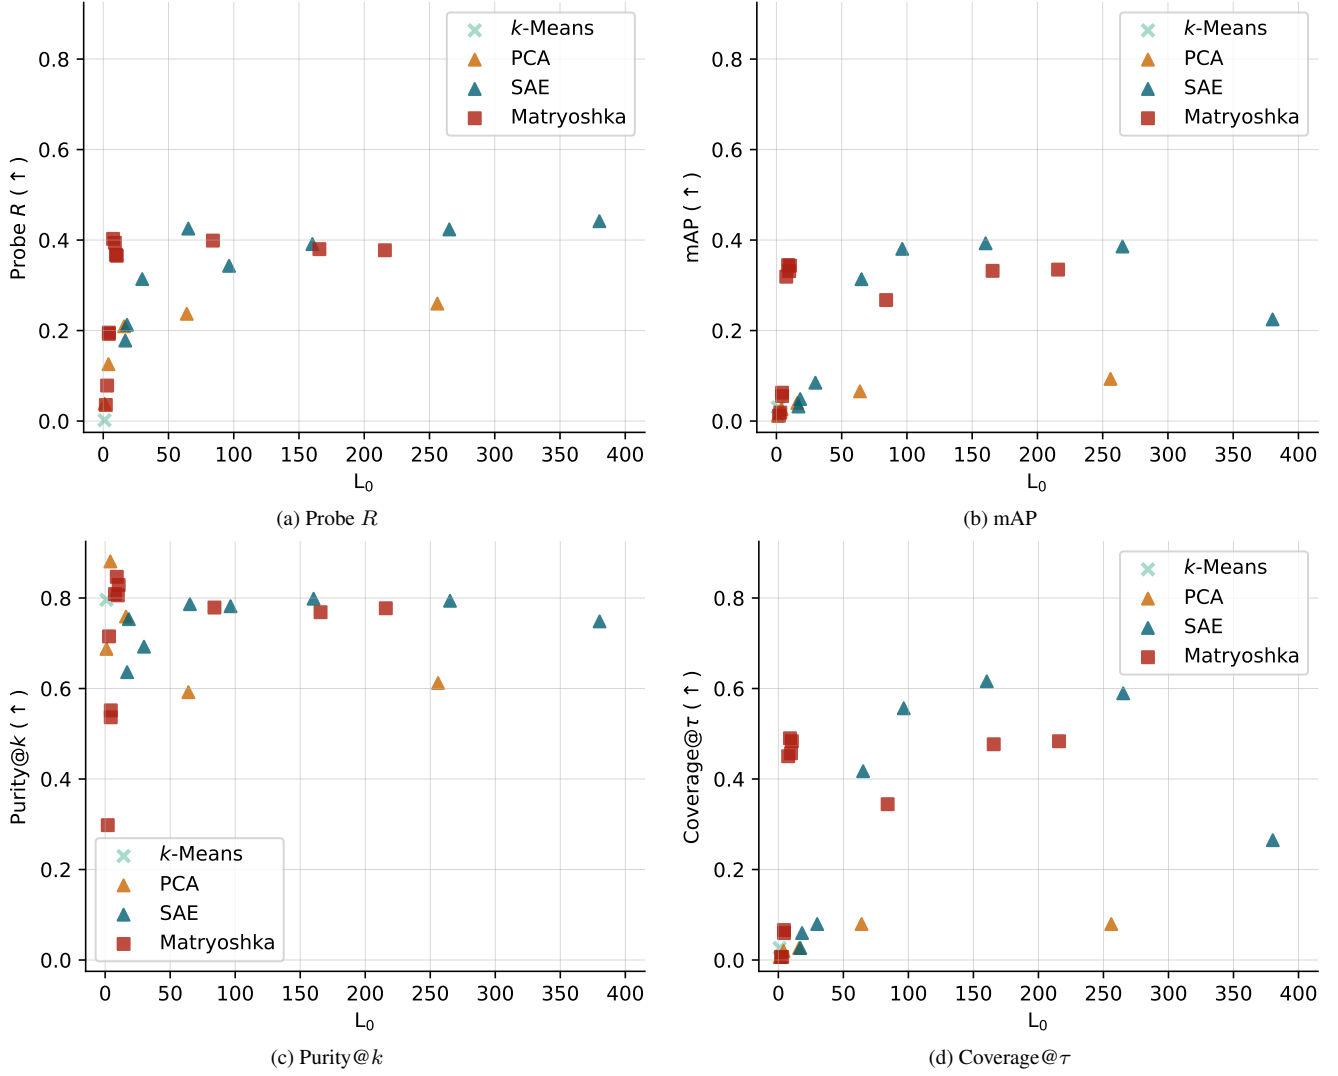 0.8
0.6
0.4
0.2
0.0
Probe R (↑)
k-Means
PCA
SAE
Matryoshka
0 50 100 150 200 250 300 350 400
L₀
(a) Probe R
0.8
0.6
0.4
0.2
0.0
mAP (↑)
k-Means
PCA
SAE
Matryoshka
0 50 100 150 200 250 300 350 400
L₀
(b) mAP
0.8
0.6
0.4
0.2
0.0
Purity@k (↑)
k-Means
PCA
SAE
Matryoshka
0 50 100 150 200 250 300 350 400
L₀
(c) Purity@k
0.8
0.6
0.4
0.2
0.0
Coverage@τ (↑)
k-Means
PCA
SAE
Matryoshka
0 50 100 150 200 250 300 350 400
L₀
(d) Coverage@τ